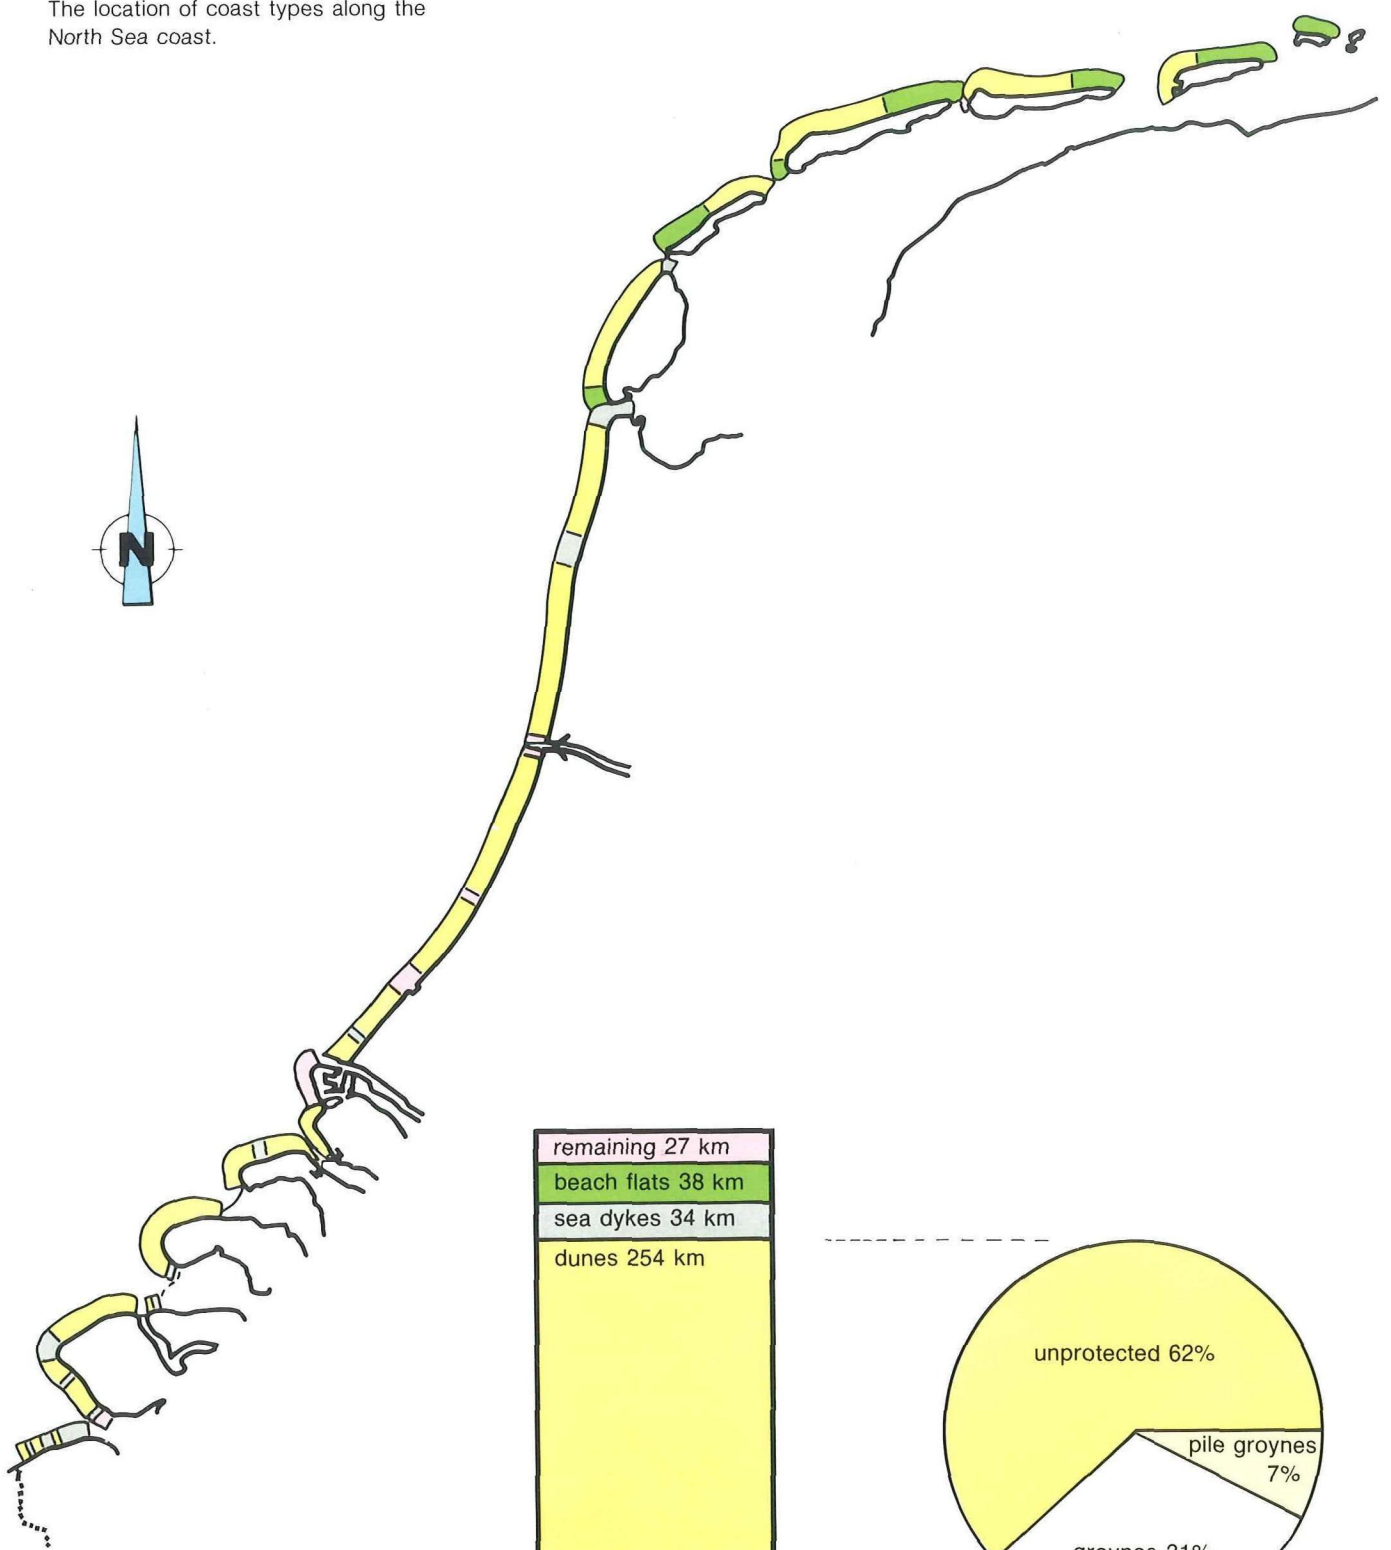 The location of coast types along the
North Sea coast.
N
remaining 27 km
beach flats 38 km
sea dykes 34 km
dunes 254 km
unprotected 62%
pile groynes
7%